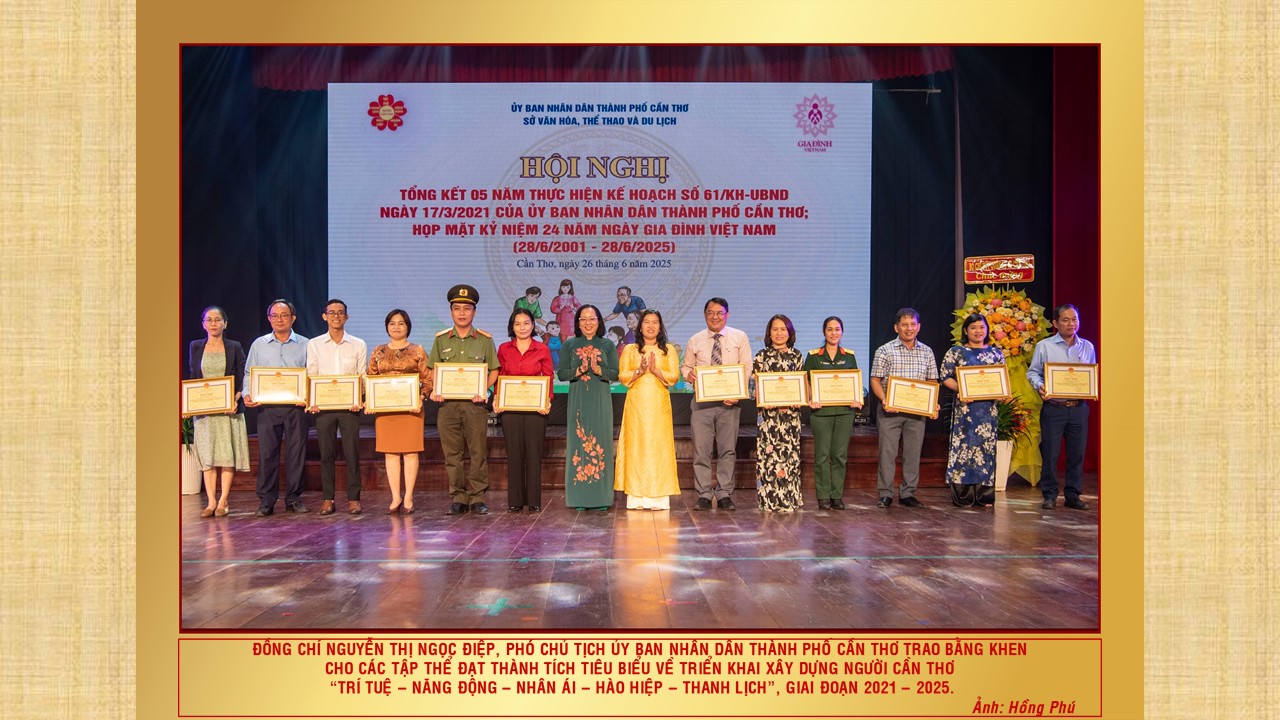 ỦY BAN NHÂN DÂN THÀNH PHỐ CẦN THƠ
SỞ VĂN HÓA, THỂ THAO VÀ DU LỊCH
GIA ĐÌNH
VIỆT NAM
HỘI NGHỊ
TỔNG KẾT 05 NĂM THỰC HIỆN KẾ HOẠCH SỐ 61/KH-UBND
NGÀY 17/3/2021 CỦA ỦY BAN NHÂN DÂN THÀNH PHỐ CẦN THƠ;
HỌP MẶT KỶ NIỆM 24 NĂM NGÀY GIA ĐÌNH VIỆT NAM
(28/6/2001 - 28/6/2025)
Cần Thơ, ngày 26 tháng 6 năm 2025
Chúc mừng
ĐỒNG CHÍ NGUYỄN THỊ NGỌC ĐIỆP, PHÓ CHỦ TỊCH ỦY BAN NHÂN DÂN THÀNH PHỐ CẦN THƠ TRAO BẰNG KHEN
CHO CÁC TẬP THỂ ĐẠT THÀNH TÍCH TIÊU BIỂU VỀ TRIỂN KHAI XÂY DỰNG NGƯỜI CẦN THƠ
“TRÍ TUỆ – NĂNG ĐỘNG – NHÂN ÁI – HÀO HIỆP – THANH LỊCH”, GIAI ĐOẠN 2021 – 2025.
Ảnh: Hồng Phú